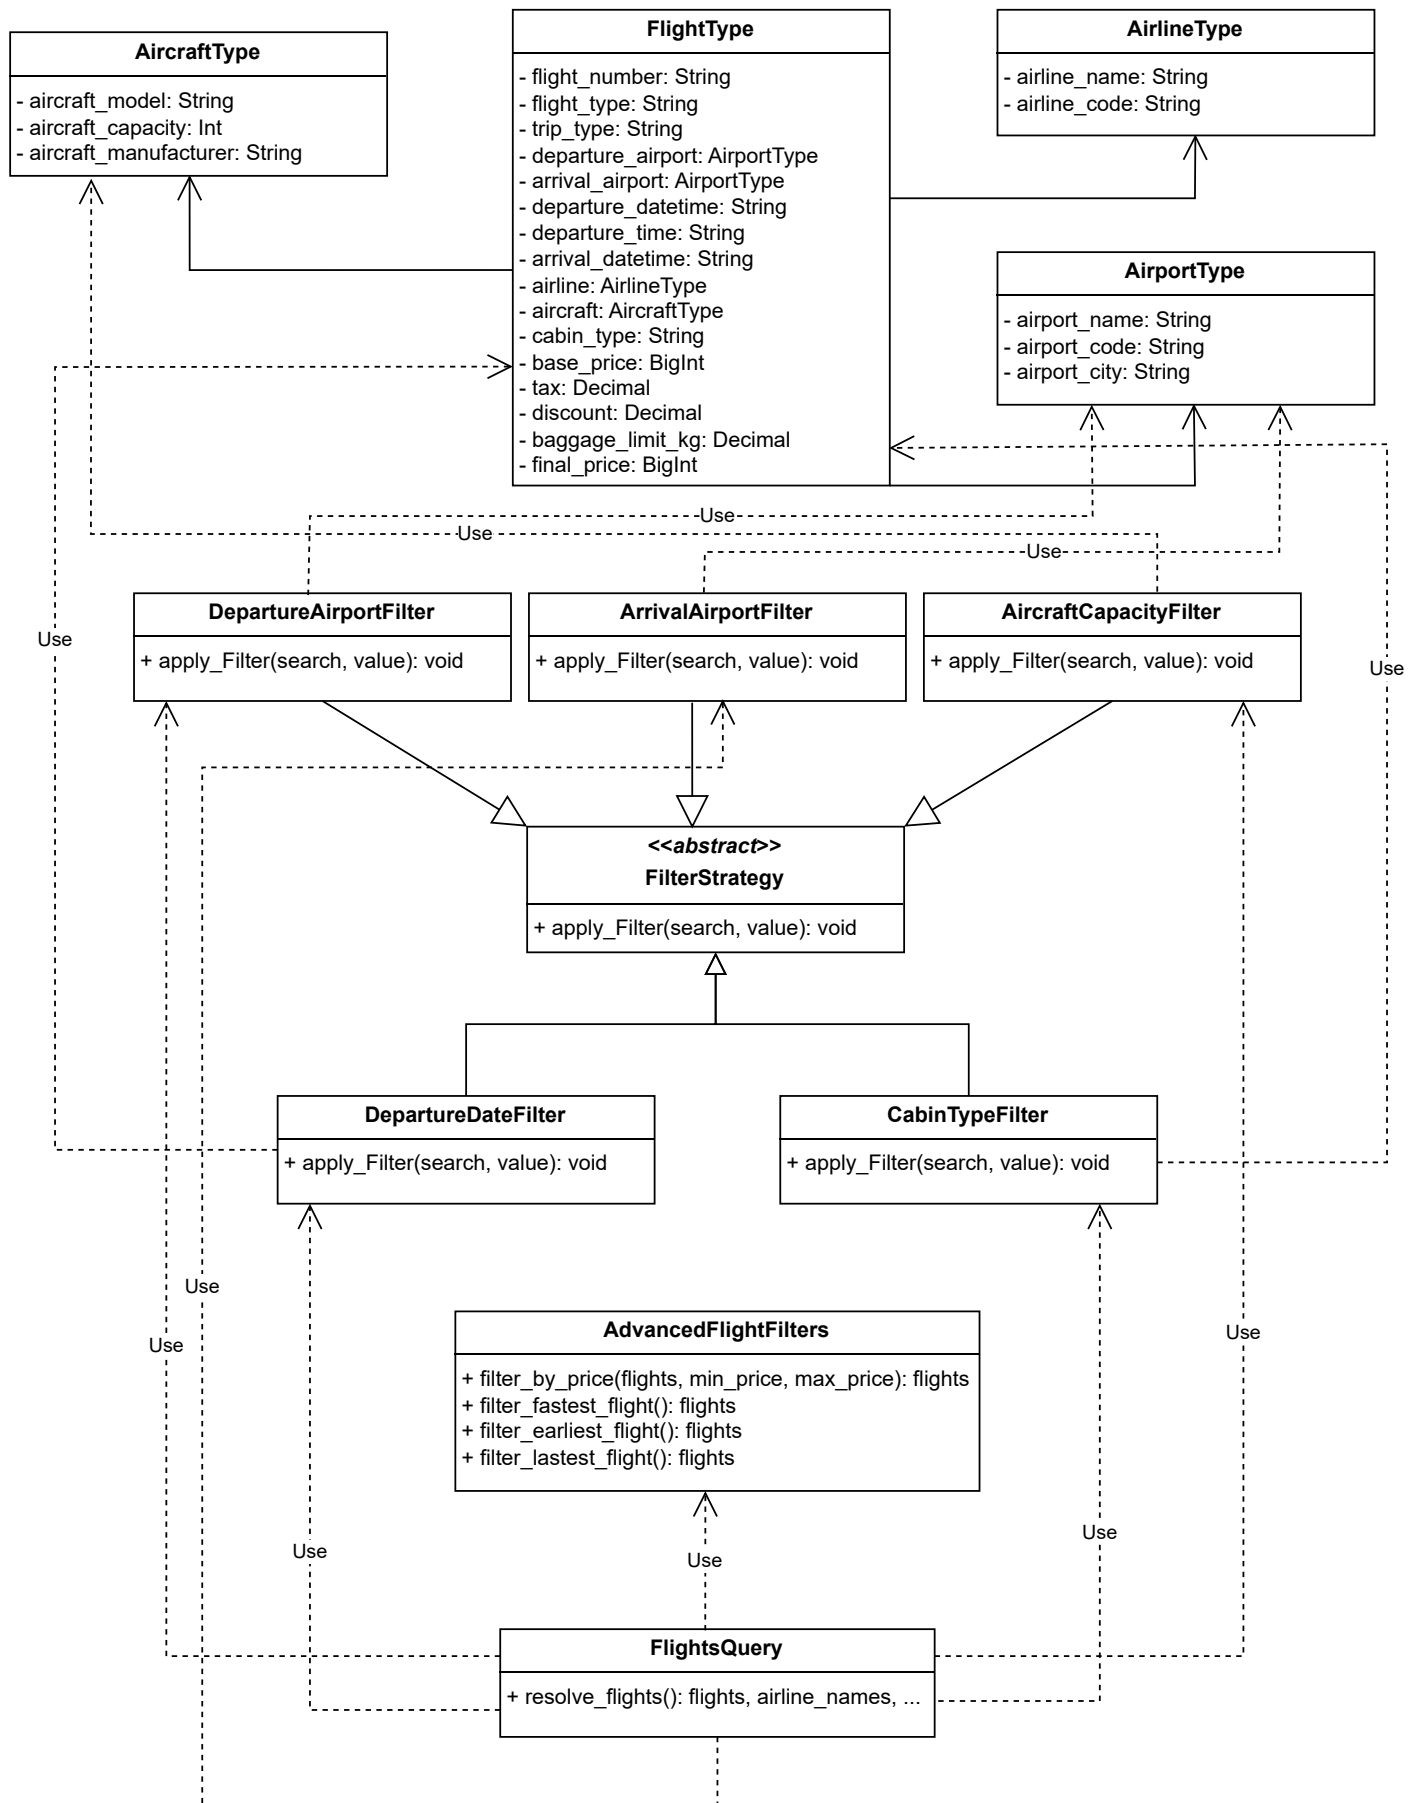 AircraftType
- aircraft_model: String
- aircraft_capacity: Int
- aircraft_manufacturer: String
FlightType
- flight_number: String
- flight_type: String
- trip_type: String
- departure_airport: AirportType
- arrival_airport: AirportType
- departure_datetime: String
- departure_time: String
- arrival_datetime: String
- airline: AirlineType
- aircraft: AircraftType
- cabin_type: String
- base_price: BigInt
- tax: Decimal
- discount: Decimal
- baggage_limit_kg: Decimal
- final_price: BigInt
AirlineType
- airline_name: String
- airline_code: String
AirportType
- airport_name: String
- airport_code: String
- airport_city: String
Use
Use
Use
DepartureAirportFilter
+ apply_Filter(search, value): void
ArrivalAirportFilter
+ apply_Filter(search, value): void
AircraftCapacityFilter
+ apply_Filter(search, value): void
Use
Use
<<abstract>>
FilterStrategy
+ apply_Filter(search, value): void
DepartureDateFilter
+ apply_Filter(search, value): void
CabinTypeFilter
+ apply_Filter(search, value): void
Use
Use
Use
AdvancedFlightFilters
+ filter_by_price(flights, min_price, max_price): flights
+ filter_fastest_flight(): flights
+ filter_earliest_flight(): flights
+ filter_lastest_flight(): flights
Use
Use
Use
FlightsQuery
+ resolve_flights(): flights, airline_names, ...